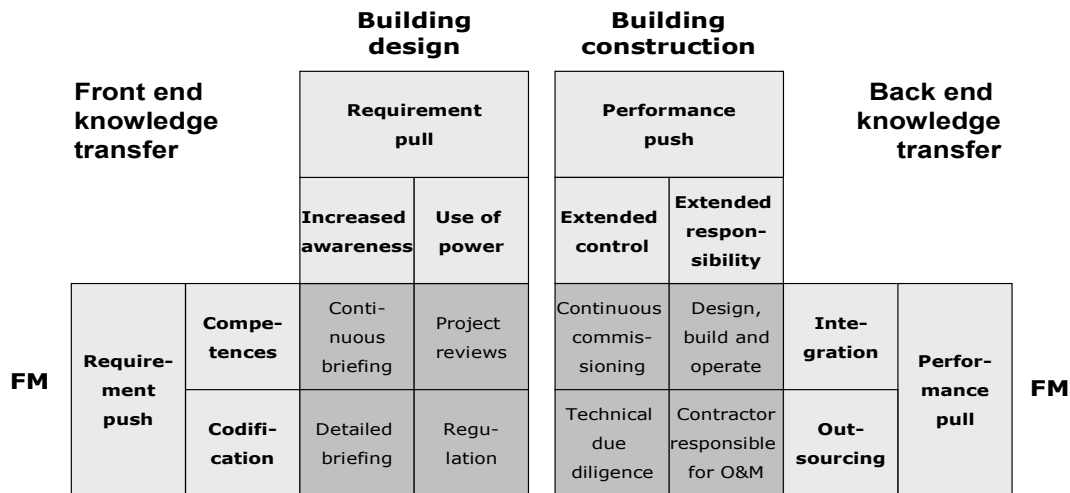 Building
design
Building
construction
Front end
knowledge
transfer
Requirement
pull
Performance
push
Back end
knowledge
transfer
Increased
awareness
Use of
power
Extended
control
Extended
respon-
sibility
FM
Require-
ment
push
Compe-
tences
Conti-
nuous
briefing
Project
reviews
Continuous
commis-
sioning
Design,
build and
operate
Inte-
gration
Perfor-
mance
pull
FM
Codifi-
cation
Detailed
briefing
Regu-
lation
Technical
due
diligence
Contractor
responsible
for O&M
Out-
sourcing